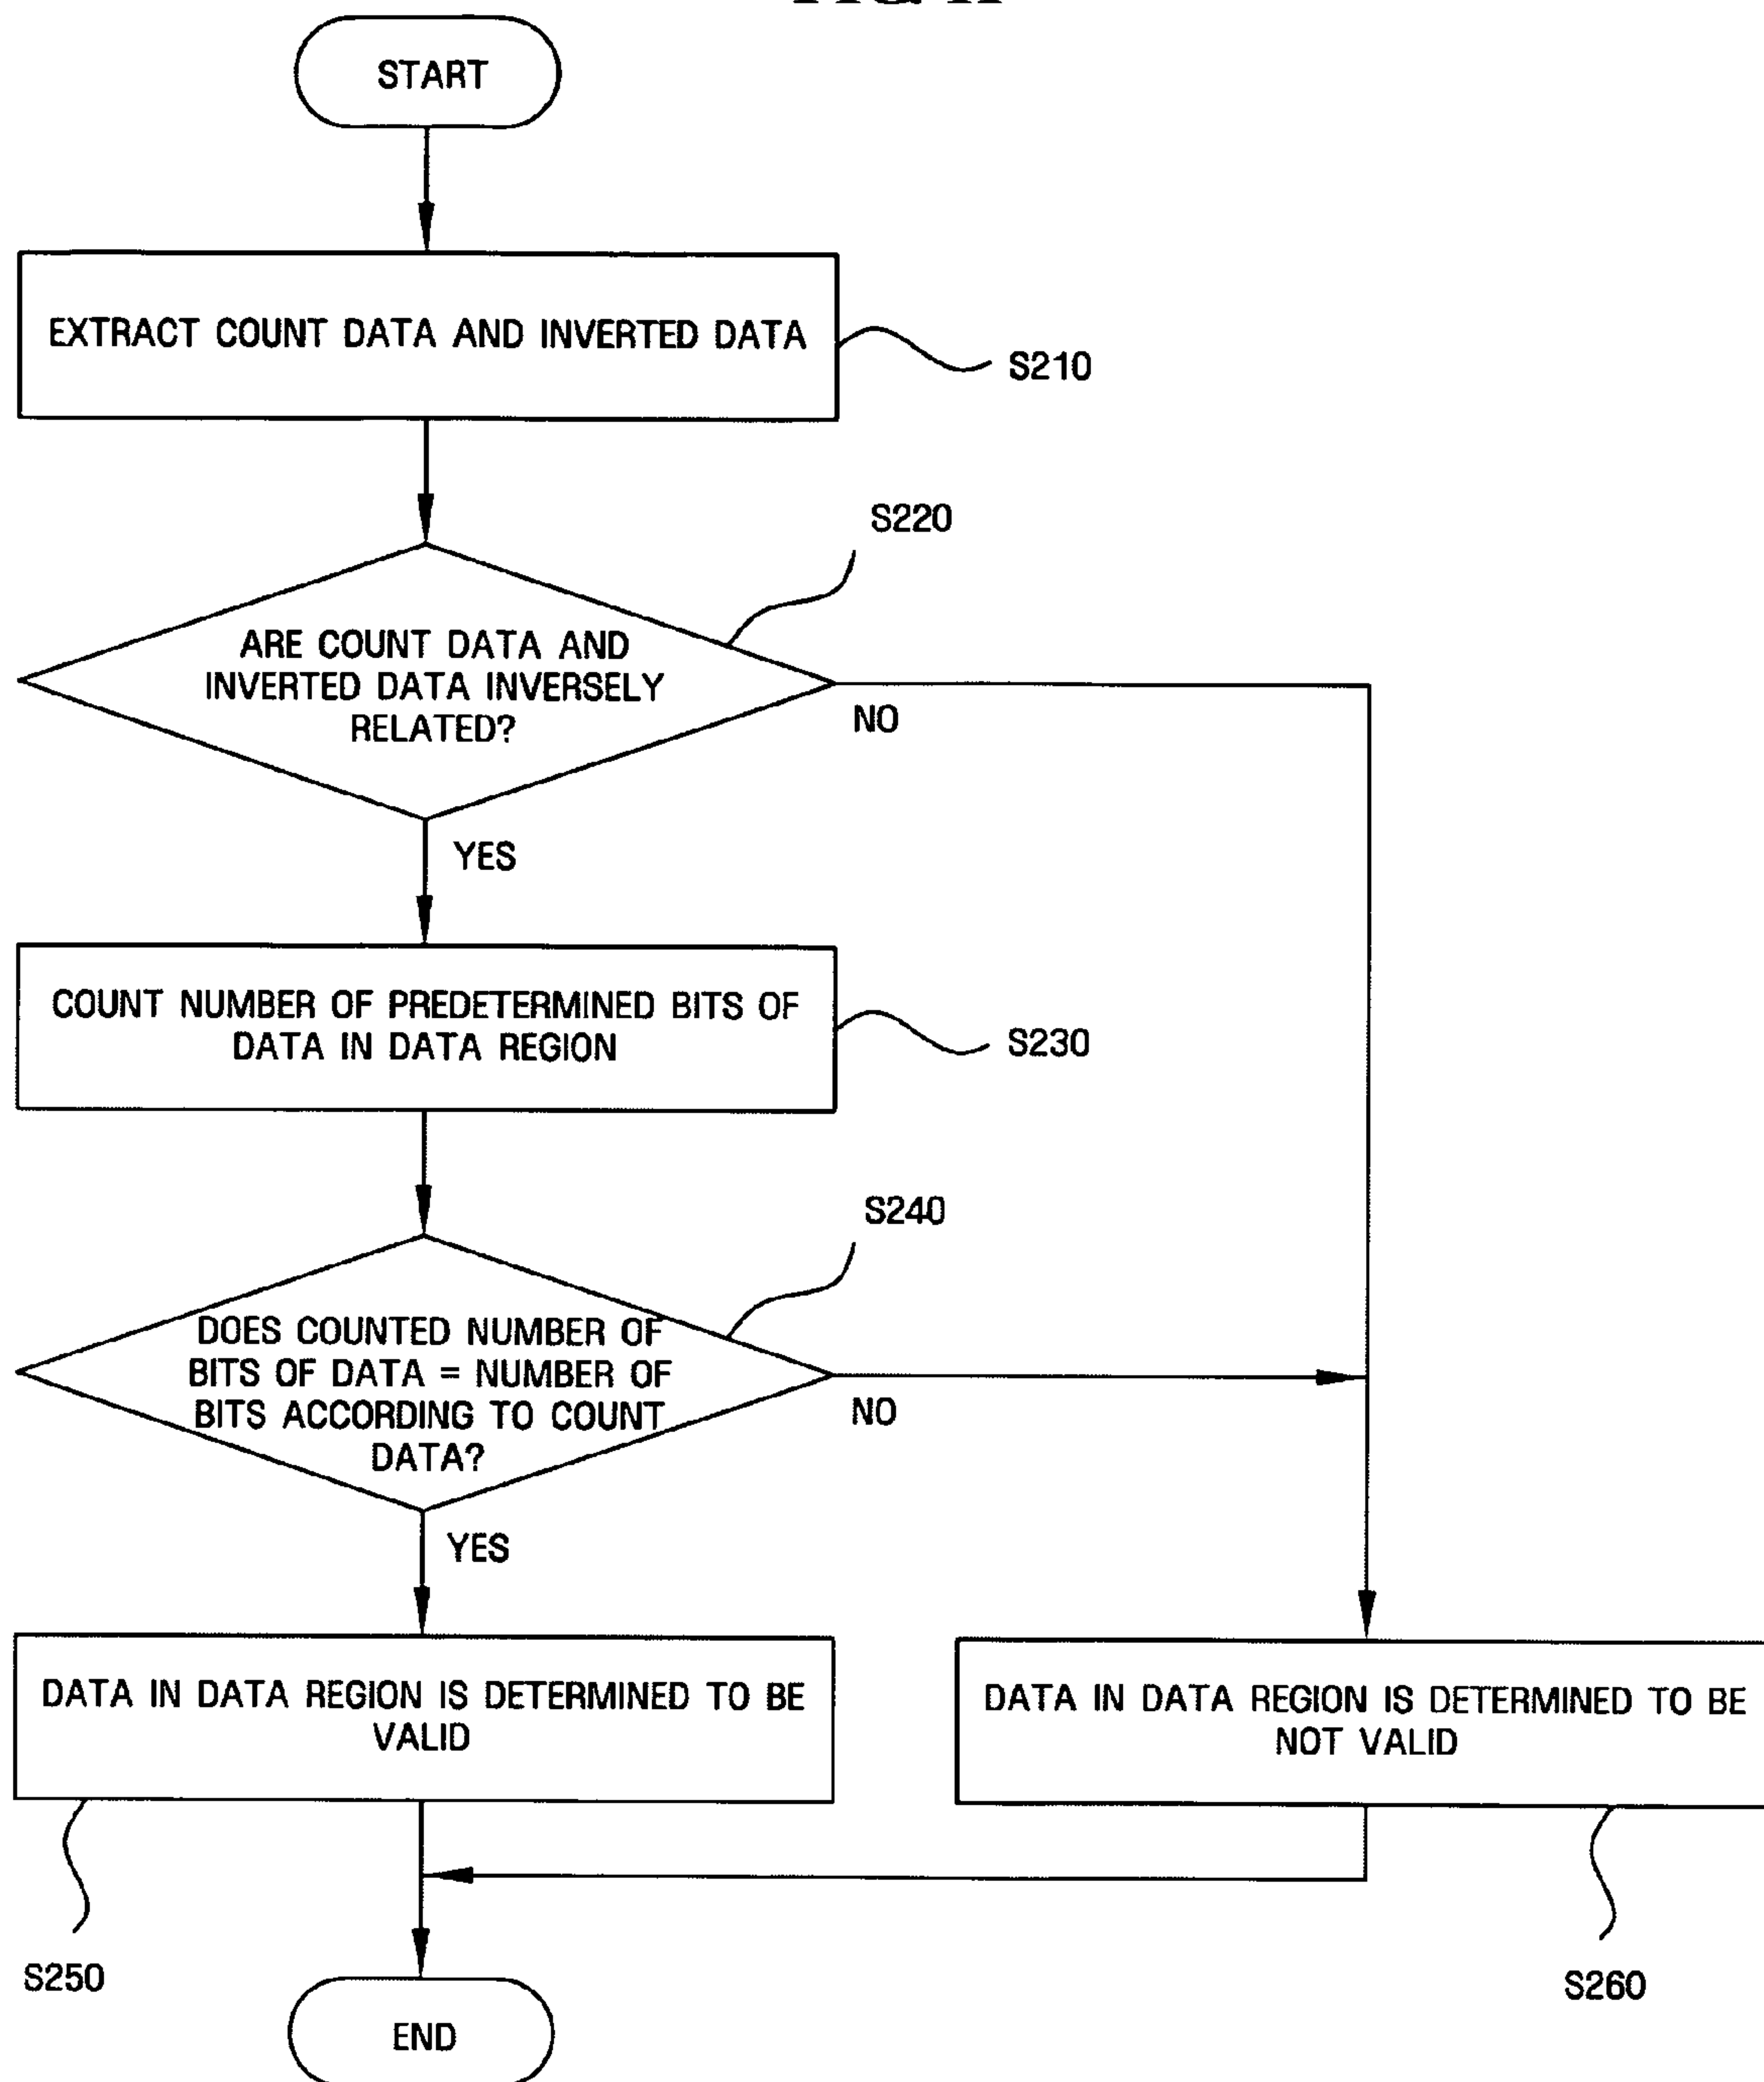 START
EXTRACT COUNT DATA AND INVERTED DATA
S210
S220
ARE COUNT DATA AND
INVERTED DATA INVERSELY
RELATED?
NO
YES
COUNT NUMBER OF PREDETERMINED BITS OF
DATA IN DATA REGION
S230
S240
DOES COUNTED NUMBER OF
BITS OF DATA = NUMBER OF
BITS ACCORDING TO COUNT
DATA?
NO
YES
DATA IN DATA REGION IS DETERMINED TO BE
VALID
DATA IN DATA REGION IS DETERMINED TO BE
NOT VALID
S250
S260
END